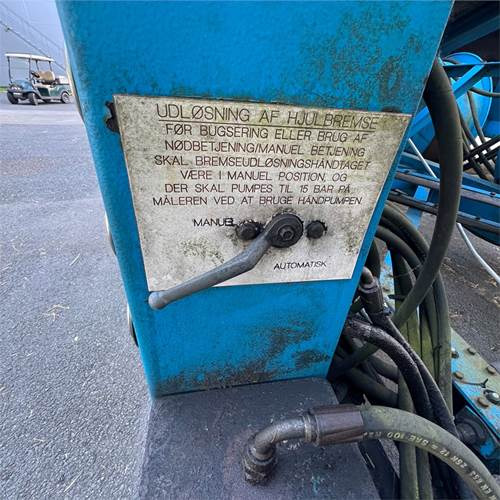 UDLØSNING AF HJULBREMSE
FØR BUGSERING ELLER BRUG AF
NØDBETJENING/MANUEL BETJENING
SKAL BREMSEUDLØSNINGSHÅNDTAGET
VÆRE I MANUEL POSITION, OG
DER SKAL PUMPES TIL 15 BAR PÅ
MÅLEREN VED AT BRUGE HÅNDPUMPEN.
MANUEL
AUTOMATISK